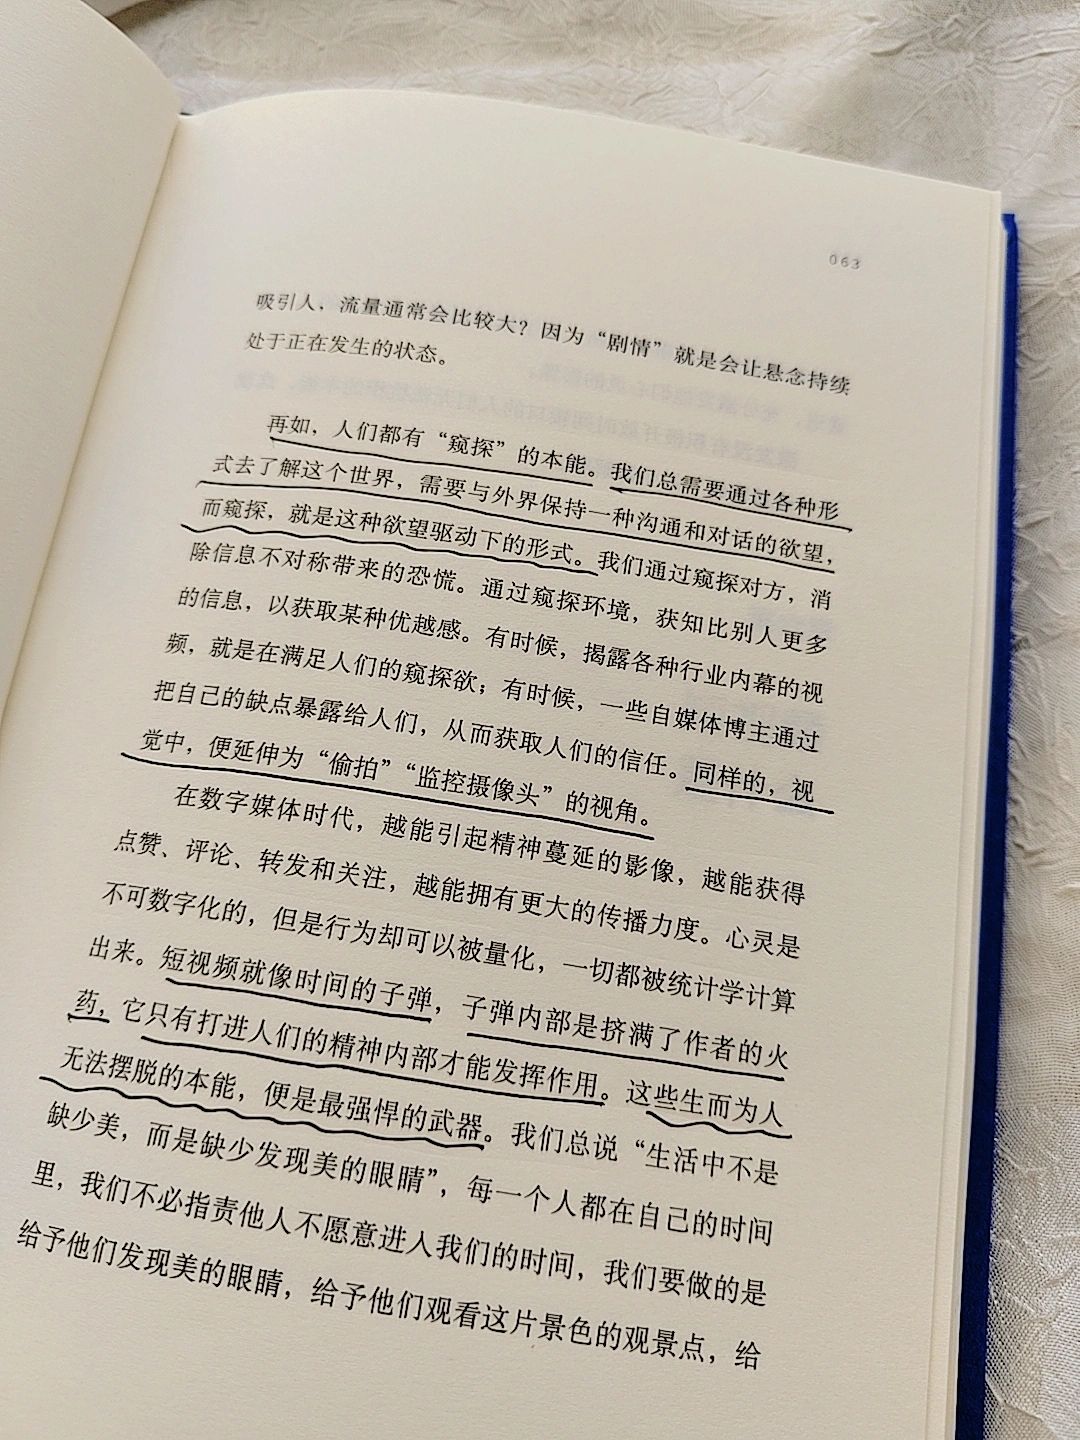 063
吸引人、流量通常会比较大？因为“剧情”就是会让悬念持续
处于正在发生的状态。
再如，人们都有“窥探”的本能。我们总需要通过各种形
式去了解这个世界，需要与外界保持一种沟通和对话的欲望，
而窥探，就是这种欲望驱动下的形式。我们通过窥探对方，消
除信息不对称带来的恐慌。通过窥探环境，获知比别人更多
的信息，以获取某种优越感。有时候，揭露各种行业内幕的视
频，就是在满足人们的窥探欲；有时候，一些自媒体博主通过
把自己的缺点暴露给人们，从而获取人们的信任。同样的，视
觉中，便延伸为“偷拍”“监控摄像头”的视角。
在数字媒体时代，越能引起精神蔓延的影像，越能获得
点赞、评论、转发和关注，越能拥有更大的传播力度。心灵是
不可数字化的，但是行为却可以被量化，一切都被统计学计算
出来。短视频就像时间的子弹，子弹内部是挤满了作者的火
药，它只有打进人们的精神内部才能发挥作用。这些生而为人
无法摆脱的本能，便是最强悍的武器。我们总说“生活中不是
缺少美，而是缺少发现美的眼睛”，每一个人都在自己的时间
里，我们不必指责他人不愿意进入我们的时间，我们要做的是
给予他们发现美的眼睛，给予他们观看这片景色的观景点，给